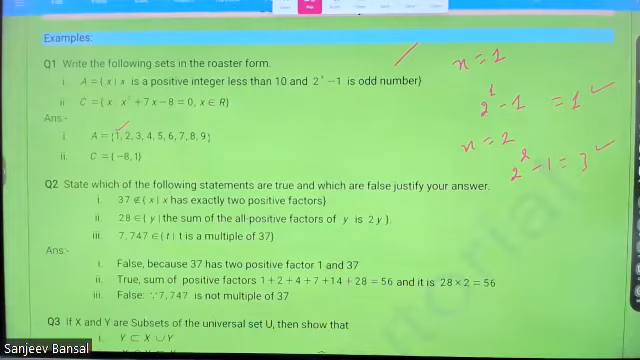 Examples:
Q1 Write the following sets in the roaster form.
i. A = { x | x is a positive integer less than 10 and 2ˣ − 1 is odd number}
ii C = { x : x² + 7x − 8 = 0, x ∈ R}
Ans:-
i. A = {1, 2, 3, 4, 5, 6, 7, 8, 9}
ii. C = {−8, 1}
n = 1
2¹ − 1 = 1
n = 2
2² − 1 = 3
Q2 State which of the following statements are true and which are false justify your answer.
i. 37 ∉ { x | x has exactly two positive factors}
ii. 28 ∈ { y | the sum of the all positive factors of y is 2y }.
iii. 7,747 ∈ { t | t is a multiple of 37}
Ans:-
i. False, because 37 has two positive factor 1 and 37
ii. True, sum of positive factors 1 + 2 + 4 + 7 + 14 + 28 = 56 and it is 28 × 2 = 56
iii. False ∵ 7,747 is not multiple of 37
Q3 If X and Y are Subsets of the universal set U, then show that
i. Y ⊂ X ∪ Y
Sanjeev Bansal